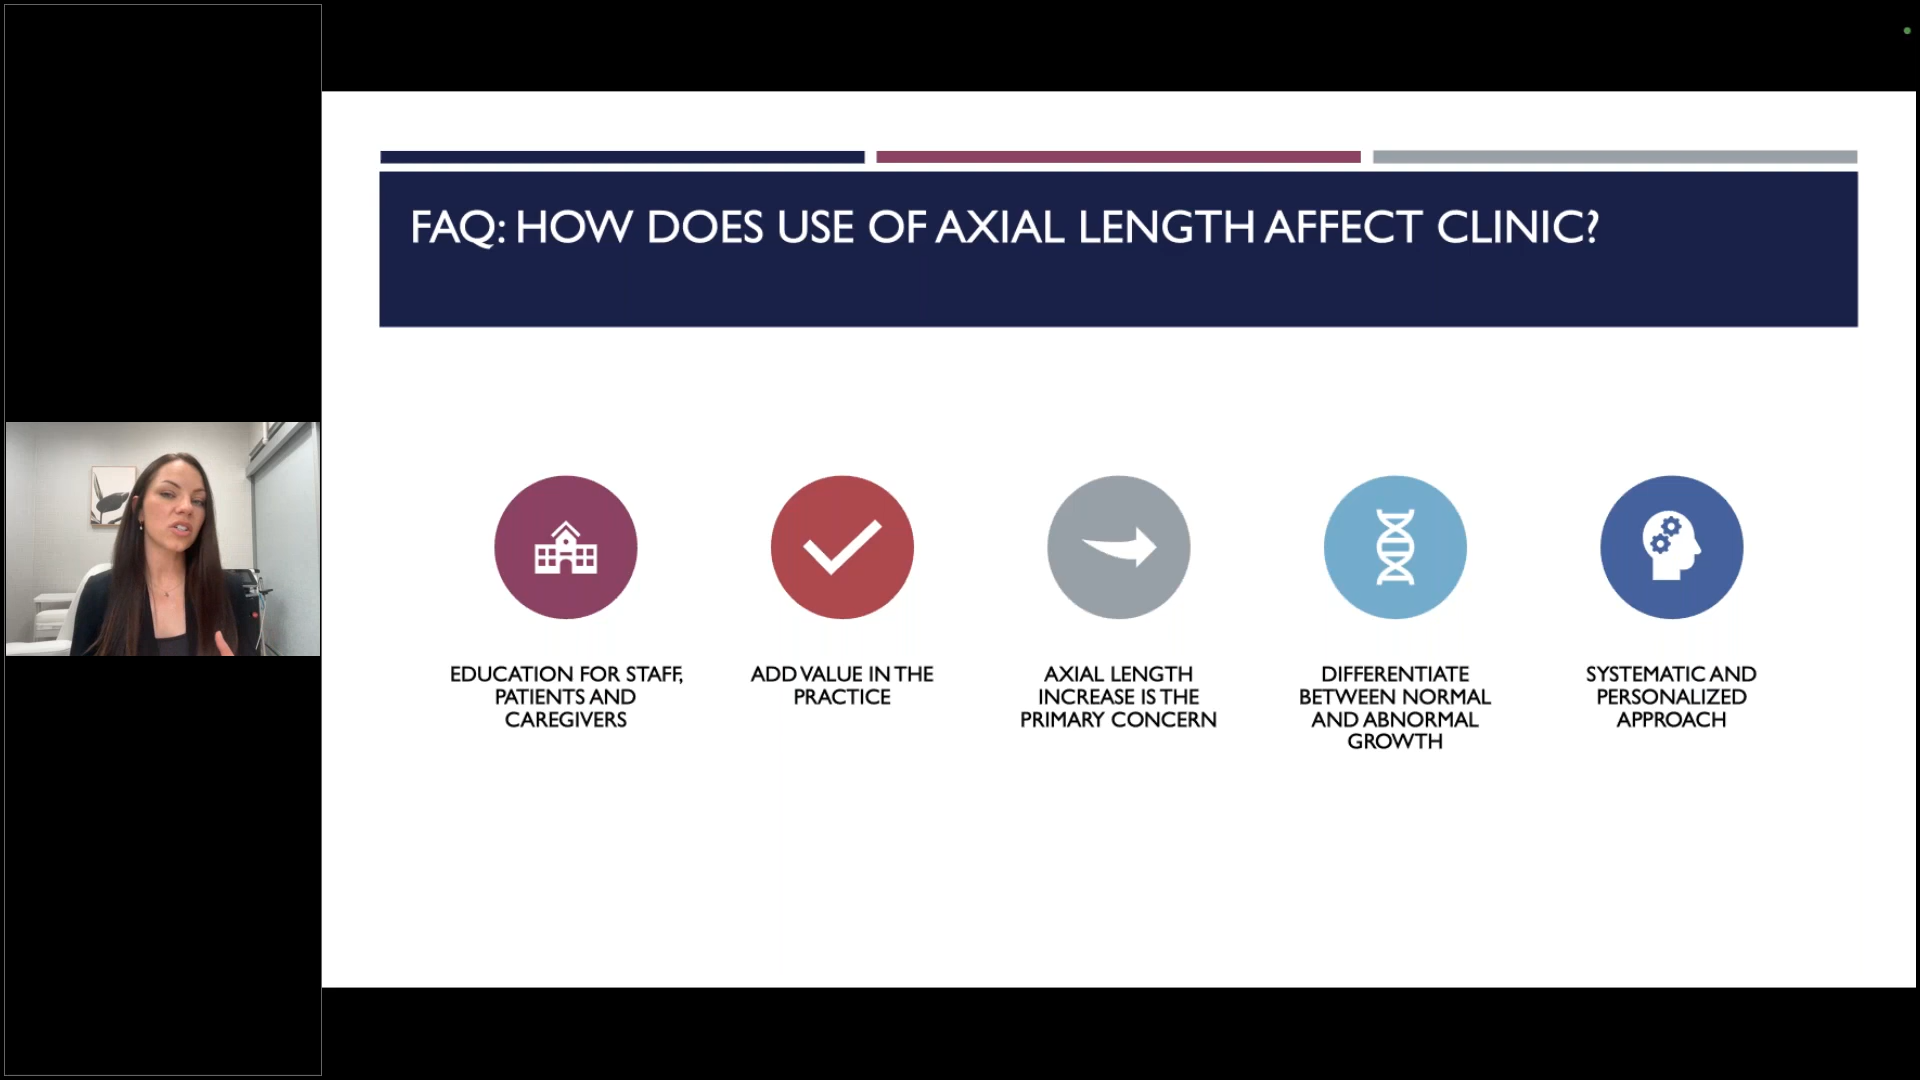 FAQ: HOW DOES USE OF AXIAL LENGTH AFFECT CLINIC?
EDUCATION FOR STAFF,
PATIENTS AND
CAREGIVERS
ADD VALUE IN THE
PRACTICE
AXIAL LENGTH
INCREASE IS THE
PRIMARY CONCERN
DIFFERENTIATE
BETWEEN NORMAL
AND ABNORMAL
GROWTH
SYSTEMATIC AND
PERSONALIZED
APPROACH